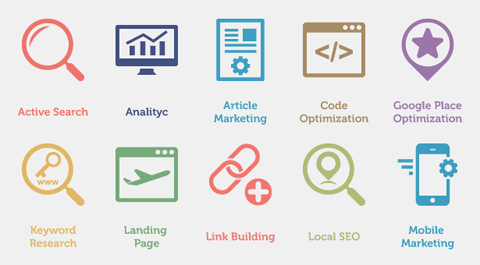 Active Search
Analityc
Article
Marketing
Code
Optimization
Google Place
Optimization
www
Keyword
Research
Landing
Page
Link Building
Local SEO
Mobile
Marketing